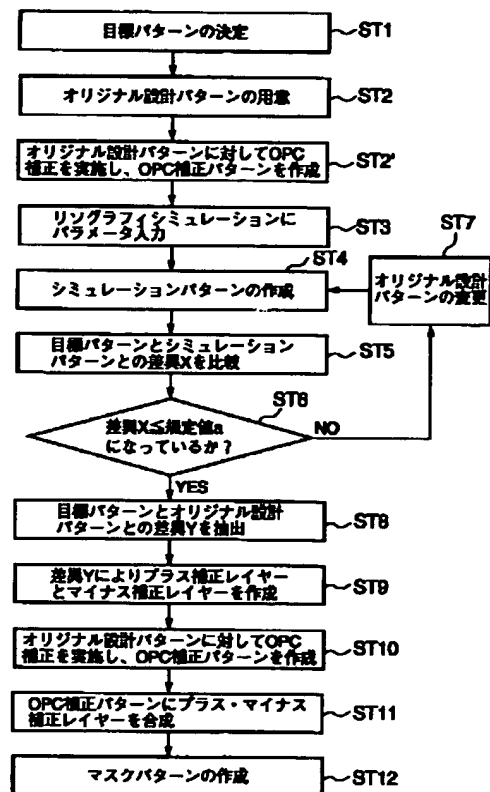 目標パターンの決定
ST1
オリジナル設計パターンの用意
ST2
オリジナル設計パターンに対してOPC
補正を実施し、OPC補正パターンを作成
ST2'
リソグラフィシミュレーションに
パラメータ入力
ST3
ST4
シミュレーションパターンの作成
ST7
オリジナル設計
パターンの変更
目標パターンとシミュレーション
パターンとの差異Xを比較
ST5
ST6
差異X≦規定値a
になっているか?
NO
YES
目標パターンとオリジナル設計
パターンとの差異Yを抽出
ST8
差異Yによりプラス補正レイヤー
とマイナス補正レイヤーを作成
ST9
オリジナル設計パターンに対してOPC
補正を実施し、OPC補正パターンを作成
ST10
OPC補正パターンにプラス・マイナス
補正レイヤーを合成
ST11
マスクパターンの作成
ST12